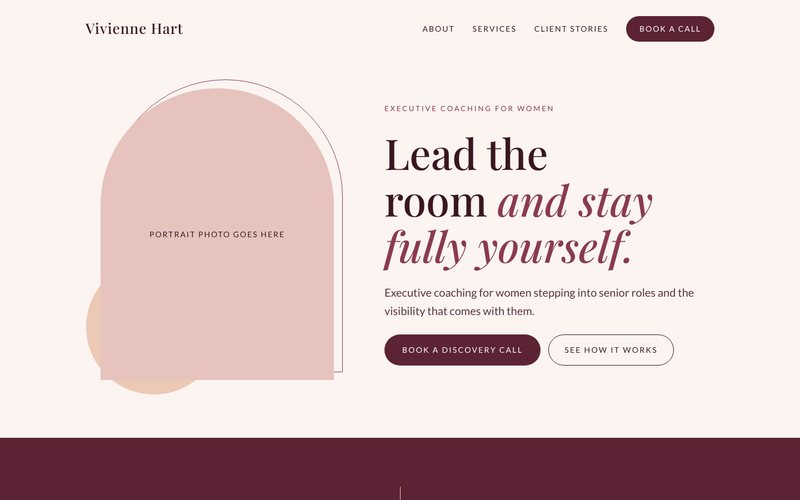 Vivienne Hart
ABOUT
SERVICES
CLIENT STORIES
BOOK A CALL
PORTRAIT PHOTO GOES HERE
EXECUTIVE COACHING FOR WOMEN
Lead the
room and stay
fully yourself.
Executive coaching for women stepping into senior roles and the
visibility that comes with them.
BOOK A DISCOVERY CALL
SEE HOW IT WORKS